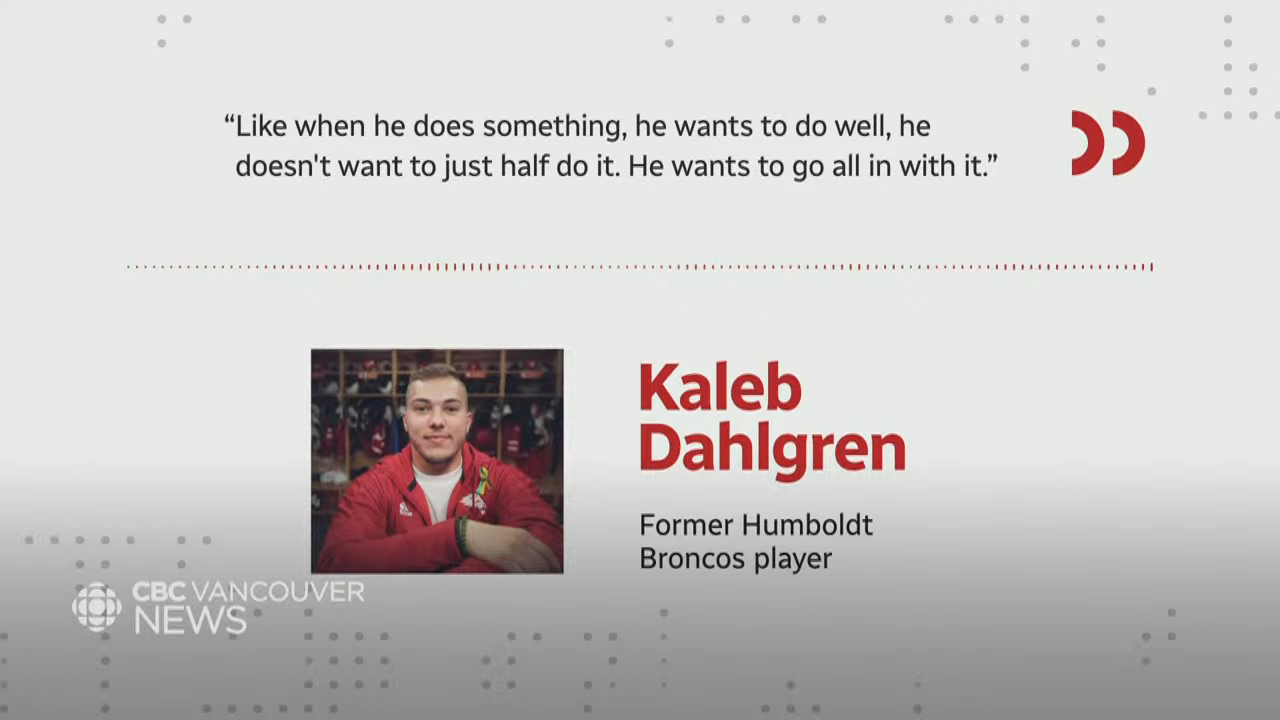 “Like when he does something, he wants to do well, he
doesn't want to just half do it. He wants to go all in with it.”
Kaleb
Dahlgren
Former Humboldt
Broncos player
CBC VANCOUVER
NEWS